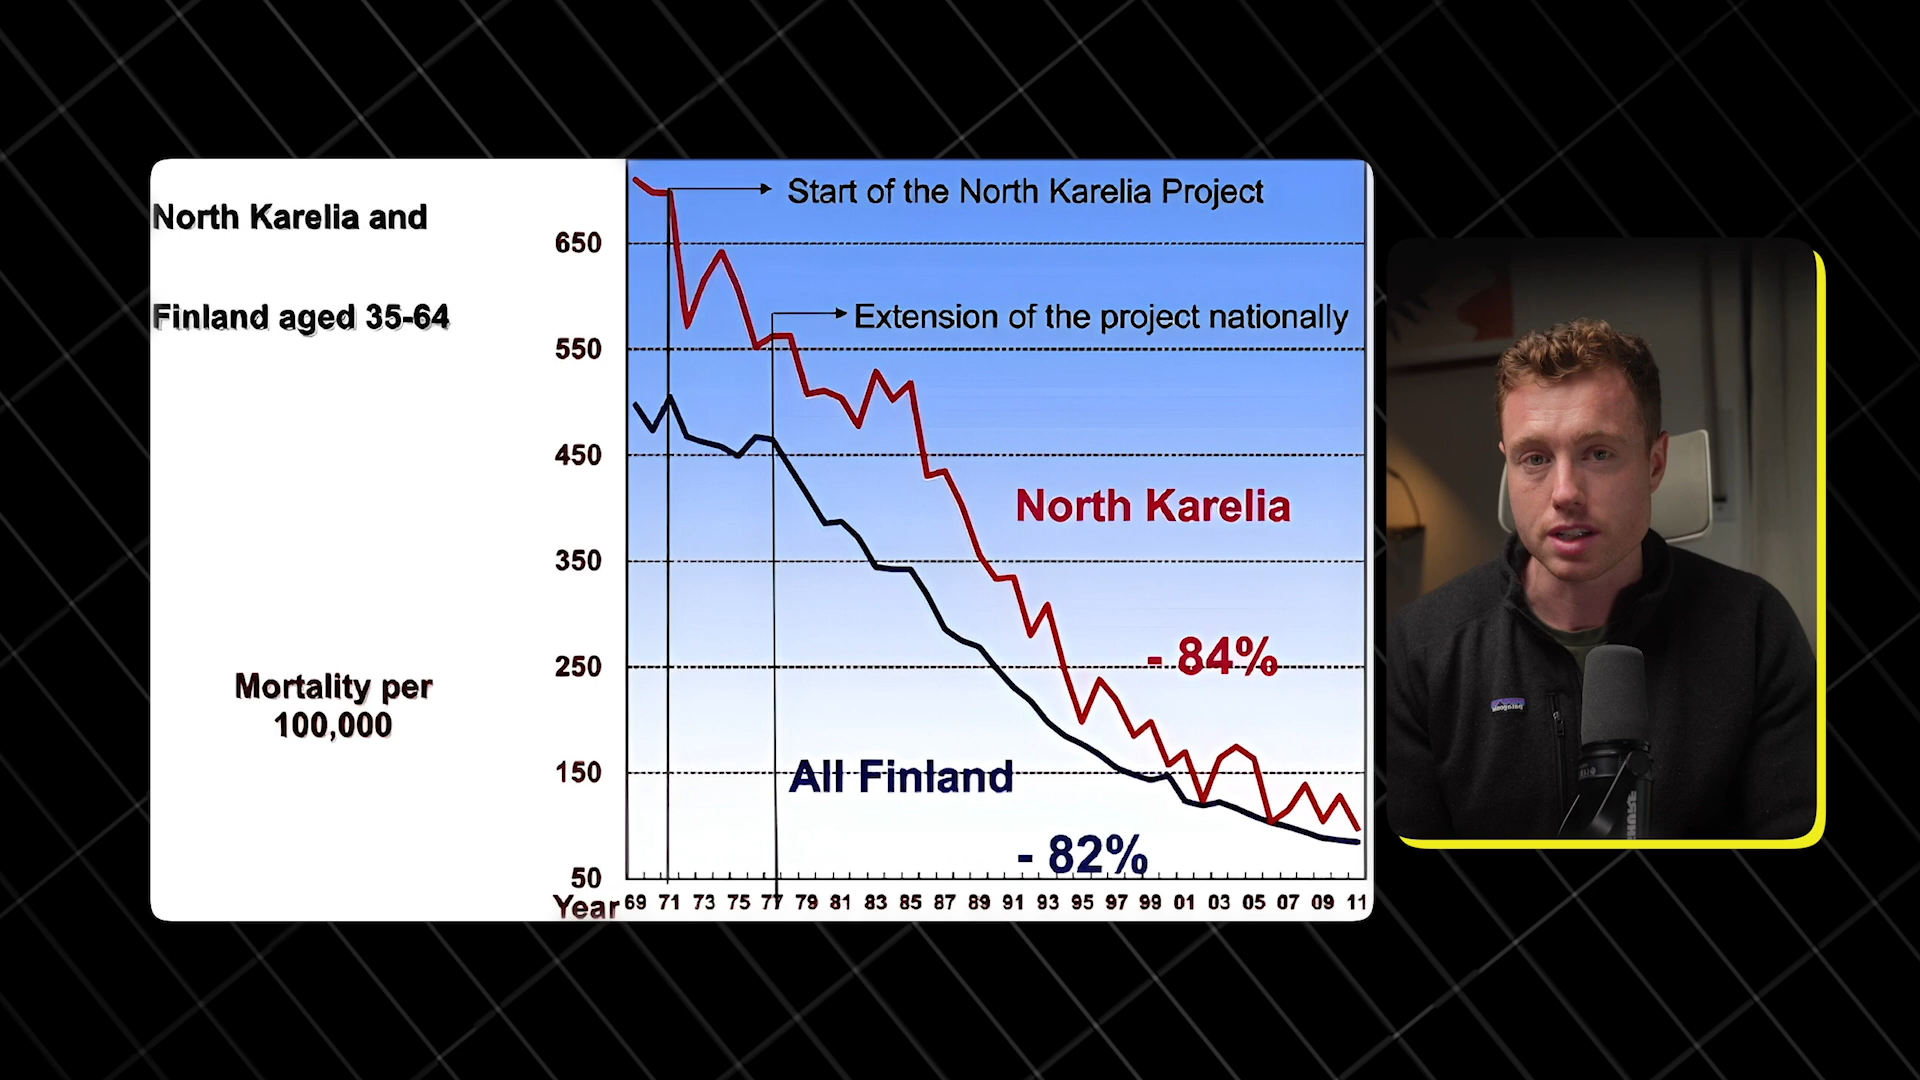 North Karelia and
Finland aged 35-64
Mortality per
100,000
Start of the North Karelia Project
Extension of the project nationally
650
550
450
350
250
150
50
North Karelia
- 84%
All Finland
- 82%
Year 69 71 73 75 77 79 81 83 85 87 89 91 93 95 97 99 01 03 05 07 09 11